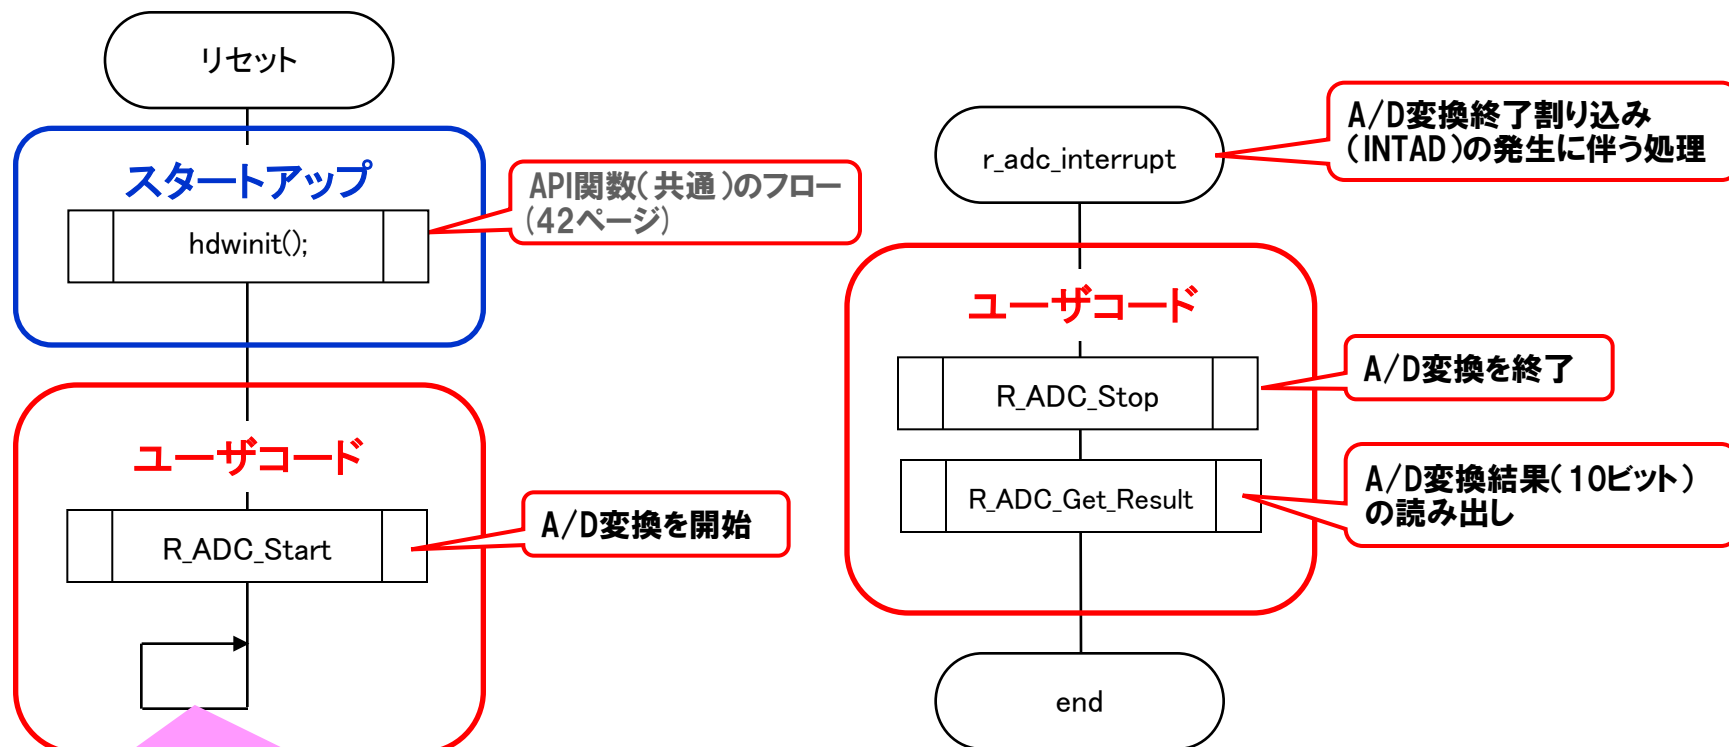 リセット
スタートアップ
hdwinit();
API関数(共通)のフロー
(42ページ)
ユーザコード
R_ADC_Start
A/D変換を開始
r_adc_interrupt
A/D変換終了割り込み
(INTAD)の発生に伴う処理
ユーザコード
R_ADC_Stop
A/D変換を終了
R_ADC_Get_Result
A/D変換結果(10ビット)
の読み出し
end